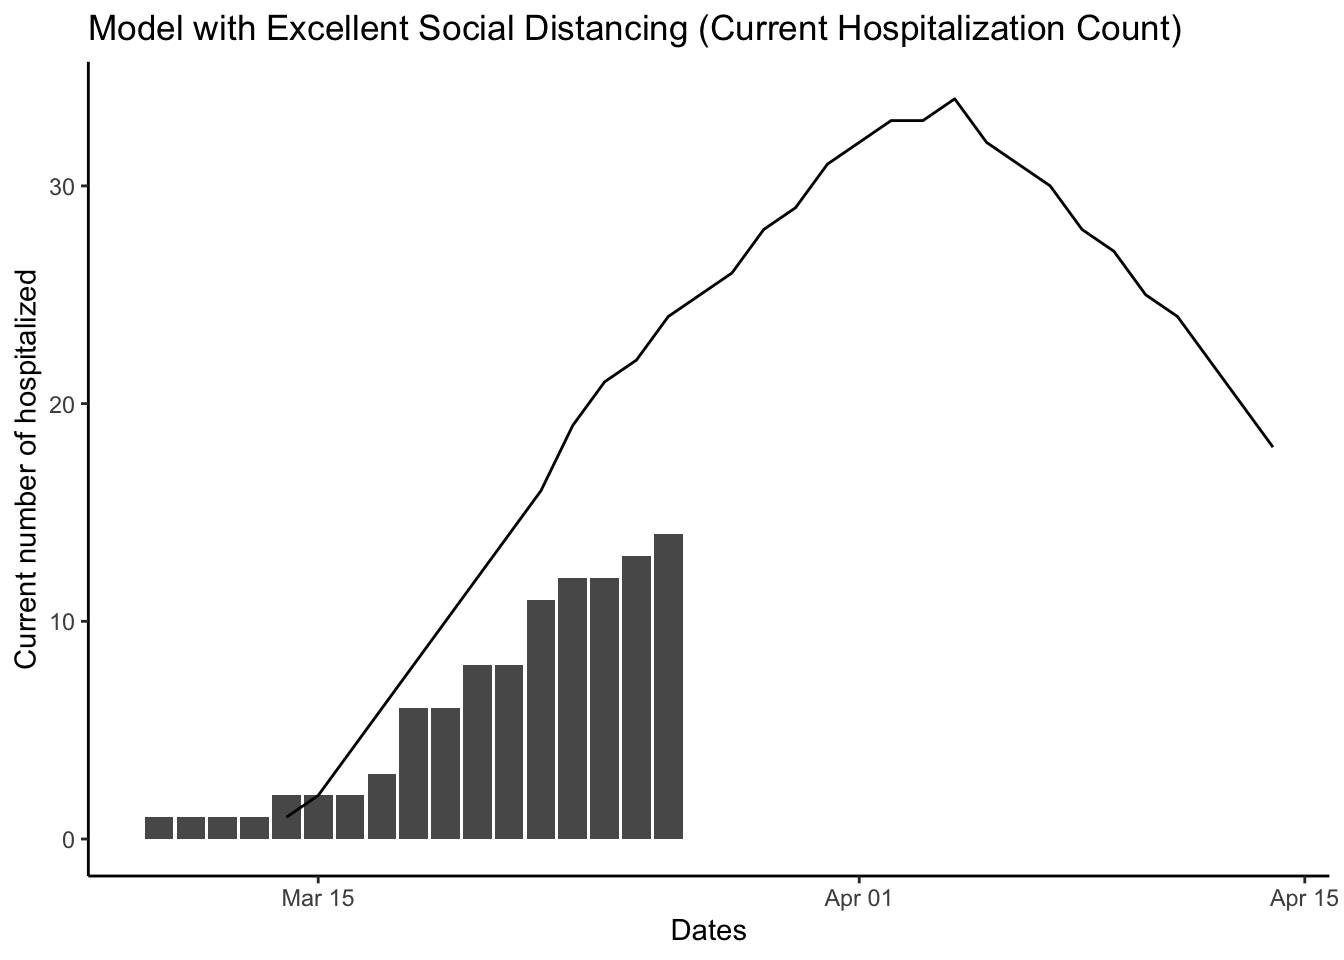 Model with Excellent Social Distancing (Current Hospitalization Count)
Current number of hospitalized
30
20
10
0
Mar 15
Apr 01
Apr 15
Dates